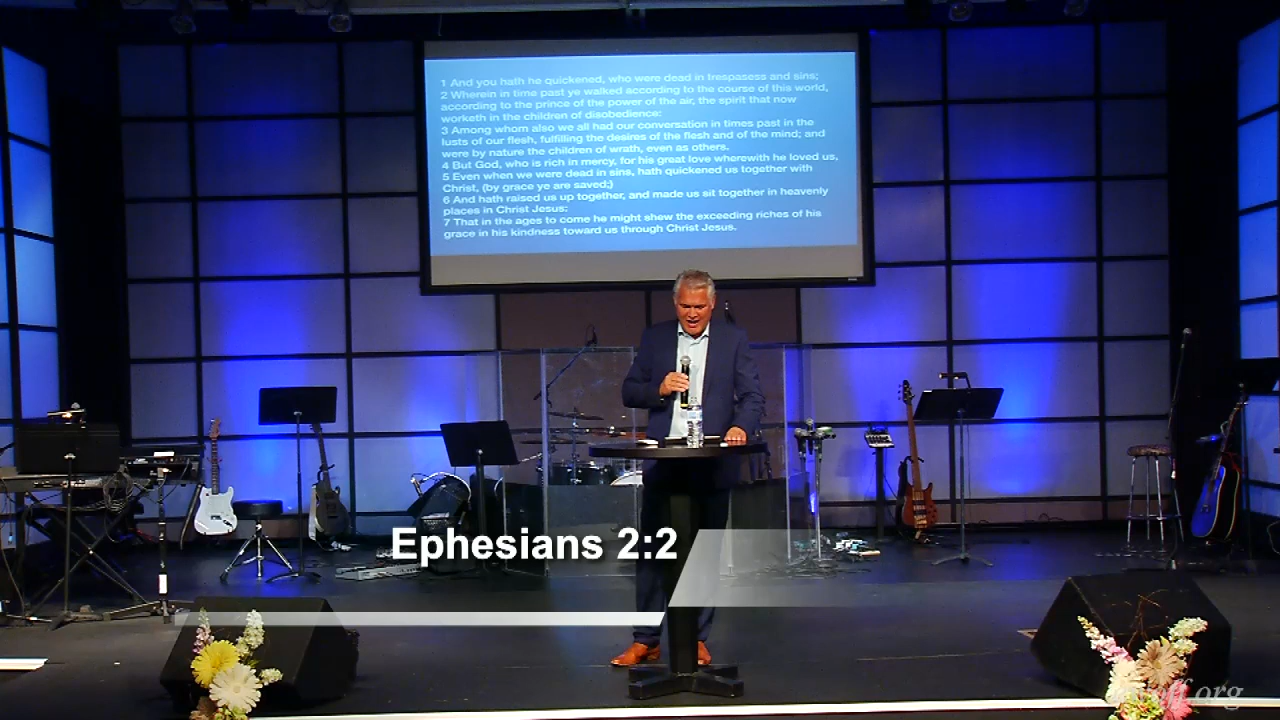 1 And you hath he quickened, who were dead in trespasess and sins;
2 Wherein in time past ye walked according to the course of this world,
according to the prince of the power of the air, the spirit that now
worketh in the children of disobedience:
3 Among whom also we all had our conversation in times past in the
lusts of our flesh, fulfilling the desires of the flesh and of the mind; and
were by nature the children of wrath, even as others.
4 But God, who is rich in mercy, for his great love wherewith he loved us,
5 Even when we were dead in sins, hath quickened us together with
Christ, (by grace ye are saved;)
6 And hath raised us up together, and made us sit together in heavenly
places in Christ Jesus:
7 That in the ages to come he might shew the exceeding riches of his
grace in his kindness toward us through Christ Jesus.
Ephesians 2:2